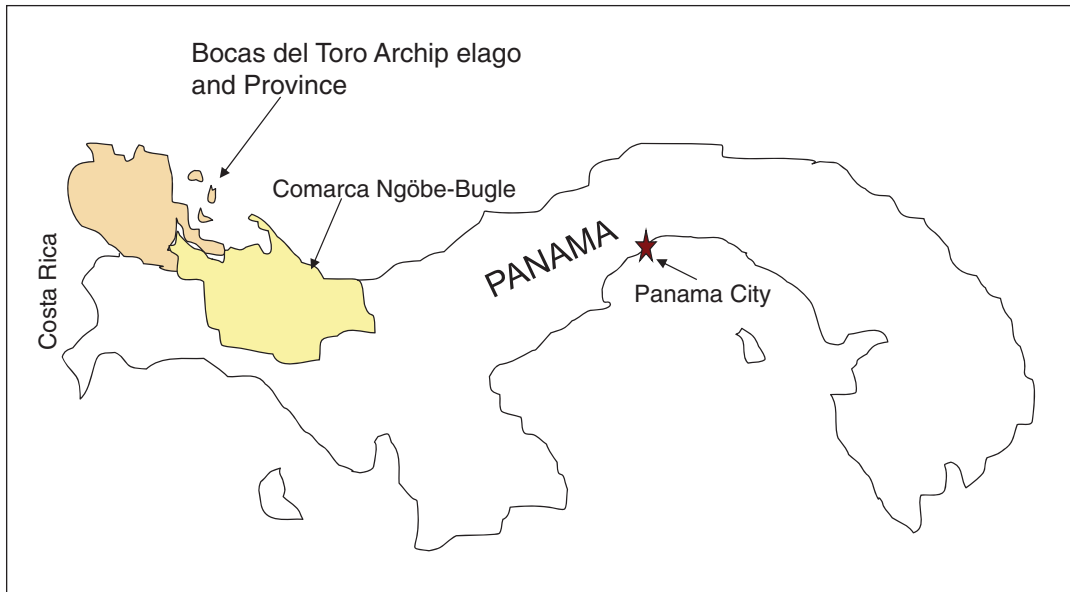 Bocas del Toro Archip elago
and Province
Comarca Ngöbe-Bugle
PANAMA
Costa Rica
Panama City